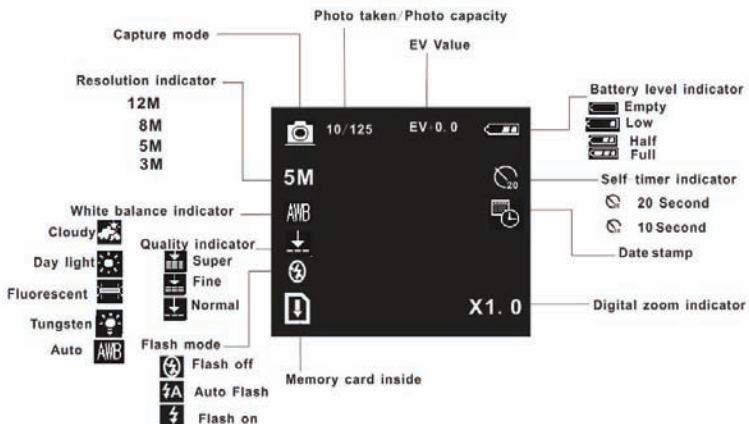 Photo taken/Photo capacity
Capture mode
EV Value
Resolution indicator
12M
8M
5M
3M
Battery level indicator
Empty
Low
Half
Full
10/125
EV+0.0
5M
20
Self timer indicator
20 Second
10 Second
White balance indicator
AWB
Cloudy
Day light
Fluorescent
Tungsten
Auto AWB
Quality indicator
Super
Fine
Normal
Date stamp
X1.0
Digital zoom indicator
Flash mode
Flash off
A Auto Flash
Flash on
Memory card inside